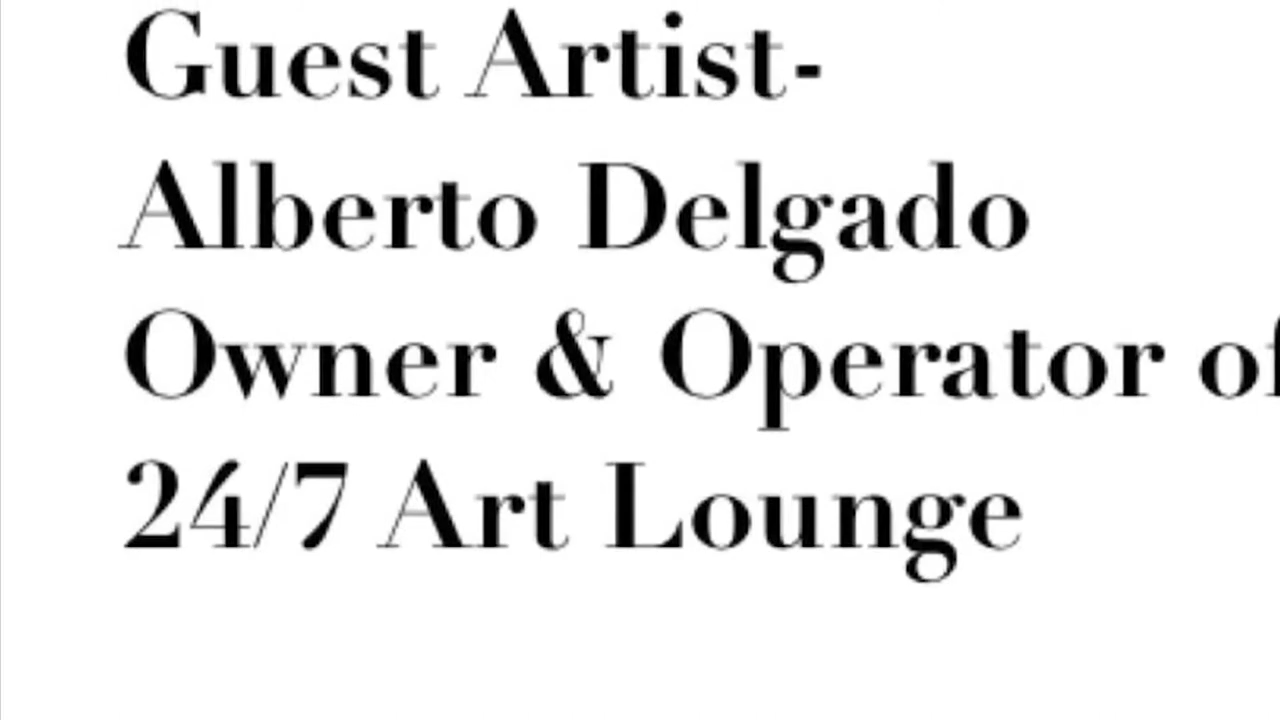 Guest Artist-
Alberto Delgado
Owner & Operator of
24/7 Art Lounge